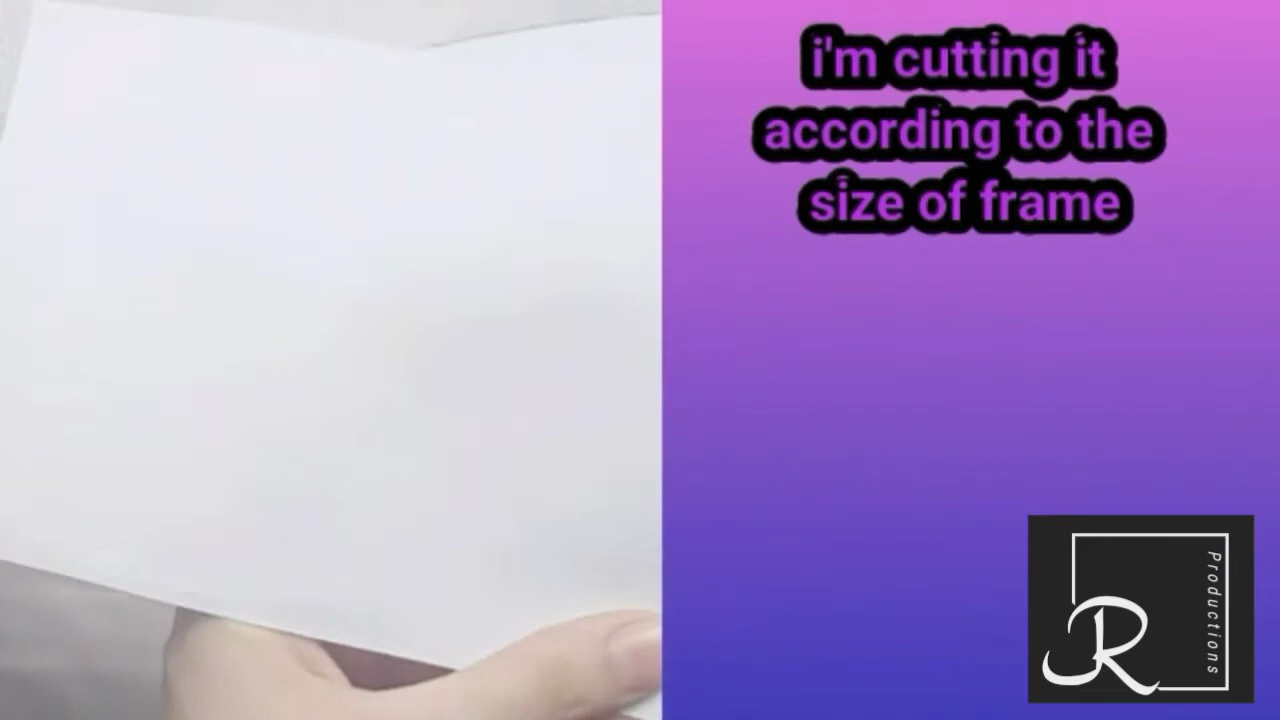 i'm cutting it
according to the
size of frame
Productions
R